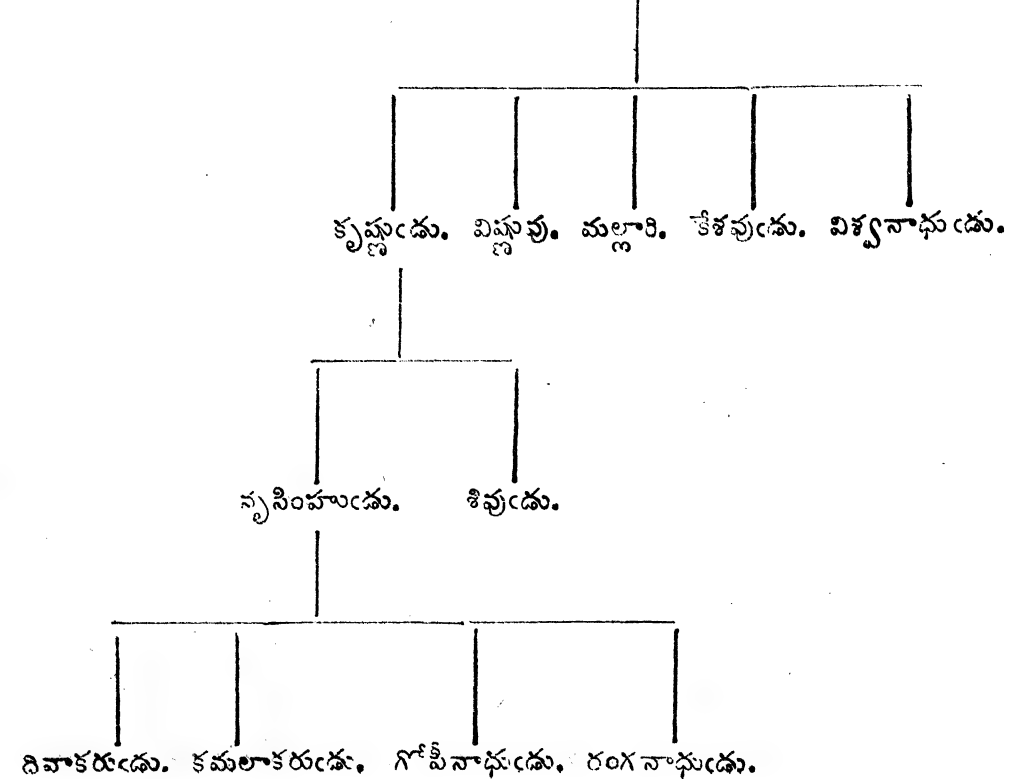 కృష్ణుఁడు. విష్ణువు. మల్లారి. కేశవుఁడు. విశ్వనాధుఁడు.
నృసింహుఁడు. శివుఁడు.
దివాకరుఁడు. కమలాకరుఁడు. గోపీనాధుఁడు. రంగనాధుఁడు.